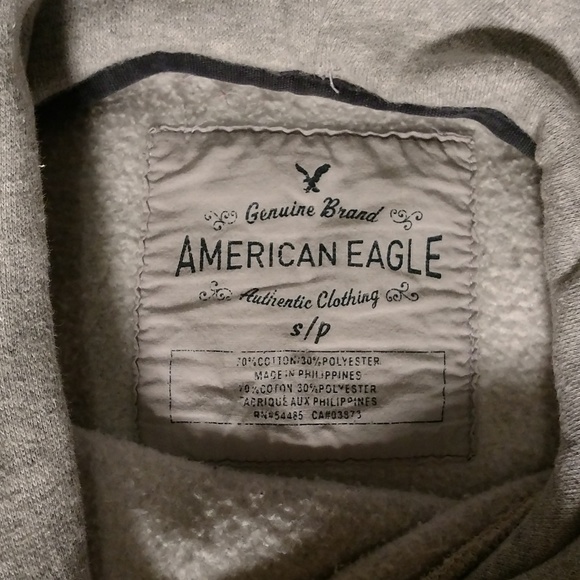 Genuine Brand
AMERICAN EAGLE
Authentic Clothing
s/p
70%COTTON/30%POLYESTER
MADE IN PHILIPPINES
70%COTON 30%POLYESTER
FABRIQUE AUX PHILIPPINES
RN#54485 CA#03873